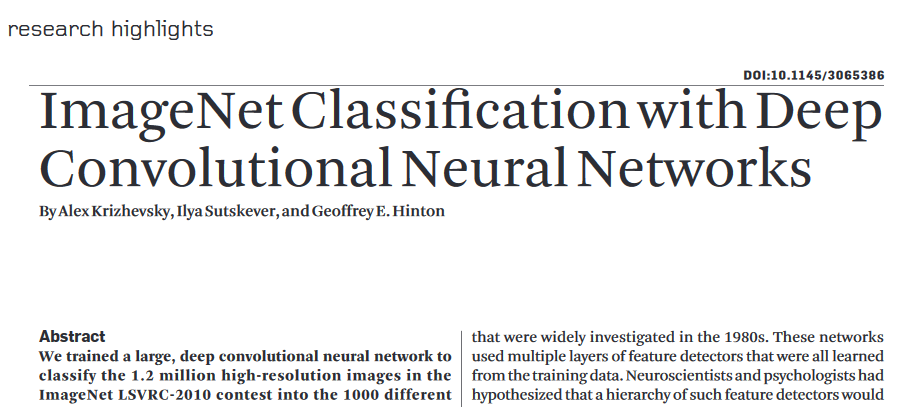 research highlights
DOI:10.1145/3065386
ImageNet Classification with Deep
Convolutional Neural Networks
By Alex Krizhevsky, Ilya Sutskever, and Geoffrey E. Hinton
Abstract
We trained a large, deep convolutional neural network to
classify the 1.2 million high-resolution images in the
ImageNet LSVRC-2010 contest into the 1000 different
that were widely investigated in the 1980s. These networks
used multiple layers of feature detectors that were all learned
from the training data. Neuroscientists and psychologists had
hypothesized that a hierarchy of such feature detectors would